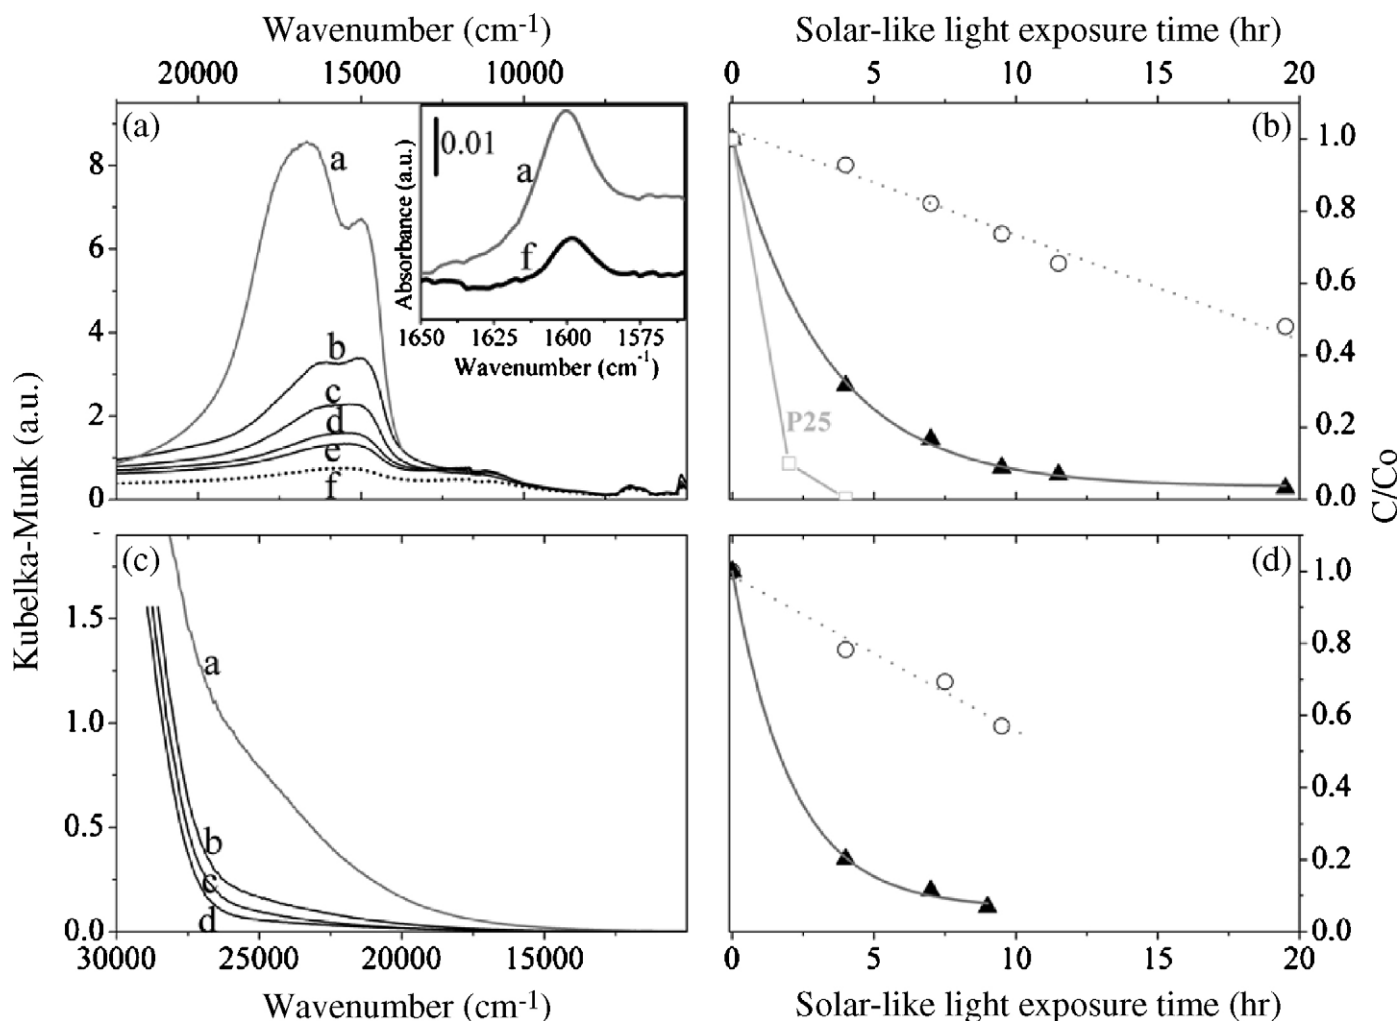 Wavenumber (cm-1)
20000 15000 10000
Solar-like light exposure time (hr)
0 5 10 15 20
(a)
8
6
4
2
0
a
b
c
d
e
f
0.01
a
f
Absorbance (a.u.)
1650 1625 1600 1575
Wavenumber (cm-1)
(b)
P25
1.0
0.8
0.6
0.4
0.2
0.0
Kubelka-Munk (a.u.)
C/Co
(c)
1.5
1.0
0.5
0.0
a
b
c
d
30000 25000 20000 15000
Wavenumber (cm-1)
(d)
1.0
0.8
0.6
0.4
0.2
0.0
0 5 10 15 20
Solar-like light exposure time (hr)